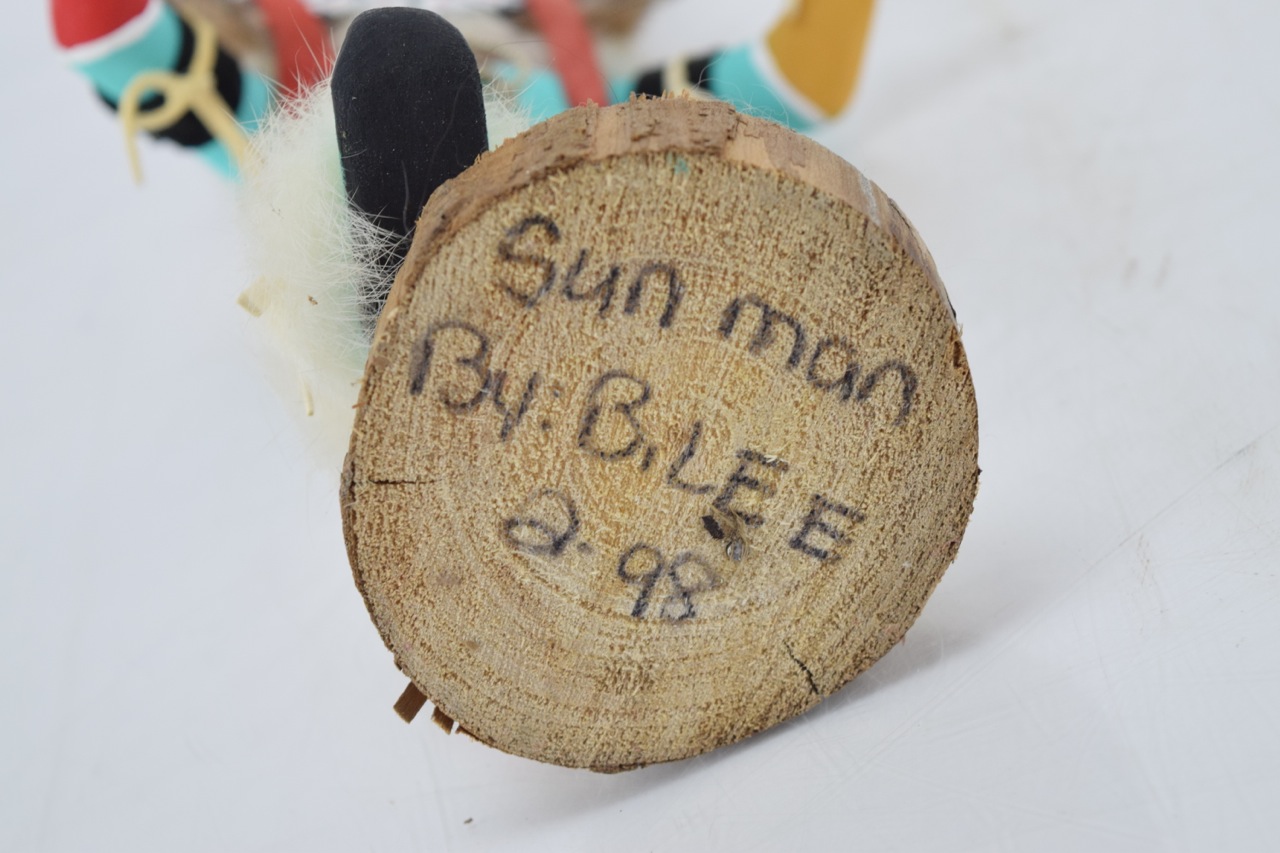 Sun man
By: B. LEE
2. 98